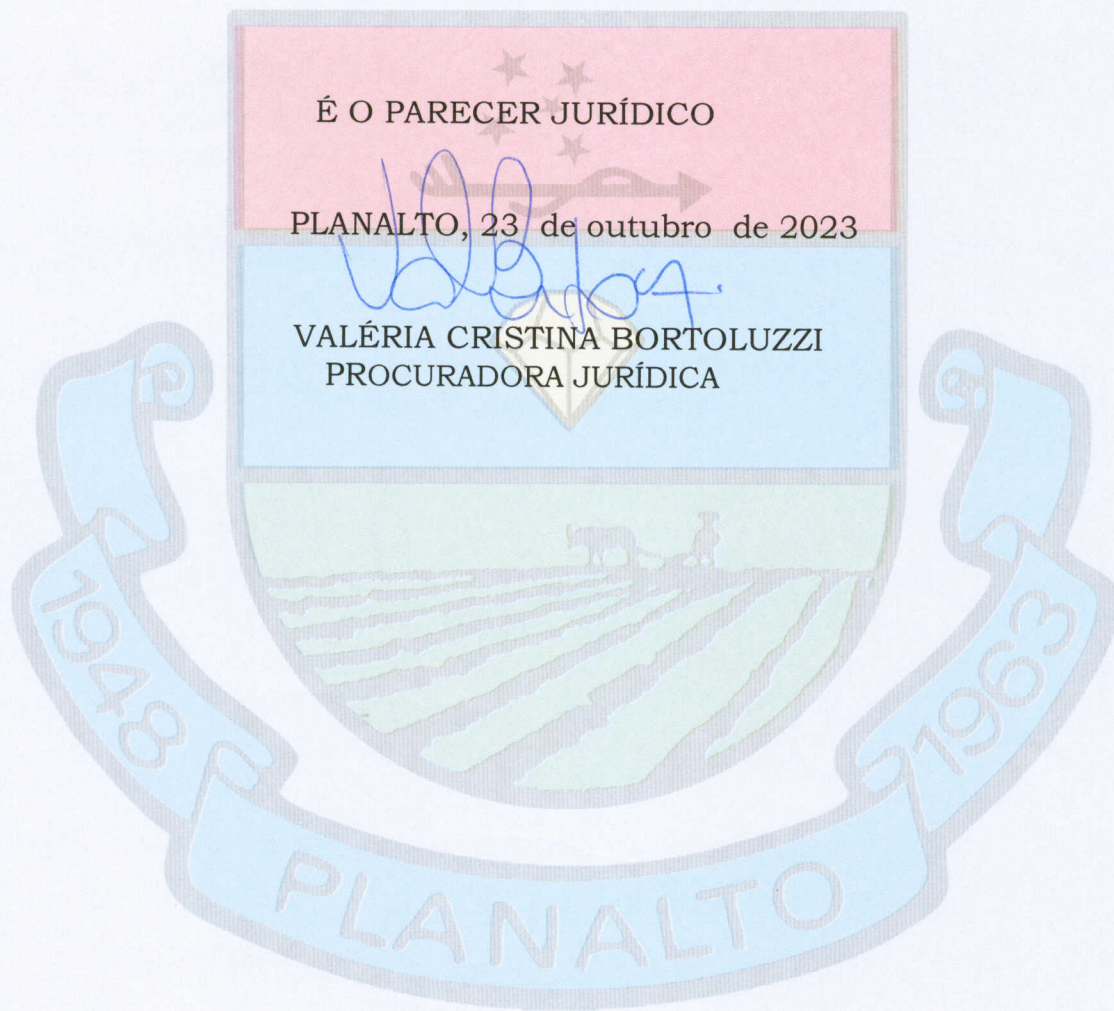 É O PARECER JURÍDICO
PLANALTO, 23 de outubro de 2023
VALÉRIA CRISTINA BORTOLUZZI
PROCURADORA JURÍDICA
1948
PLANALTO
1963